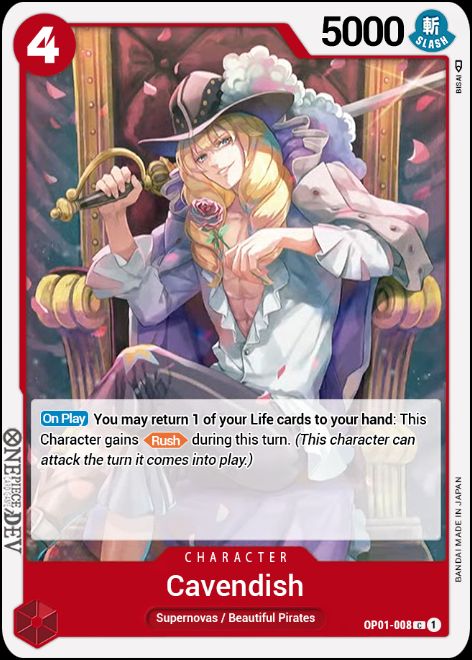 4
5000
斬
SLASH
BISAI
On Play You may return 1 of your Life cards to your hand: This
Character gains Rush during this turn. (This character can
attack the turn it comes into play.)
ONE PIECE
DEV
BANDAI MADE IN JAPAN
CHARACTER
Cavendish
Supernovas / Beautiful Pirates
OP01-008 C 1